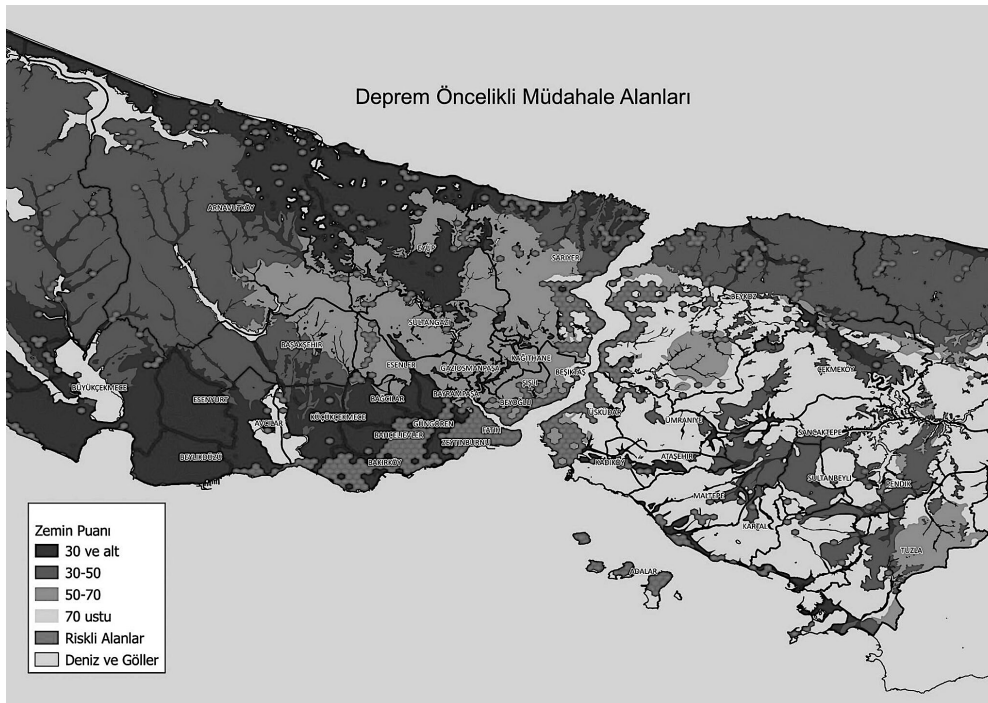 Deprem Öncelikli Müdahale Alanları
ARNAVUTKÖY
EYÜP
SARIYER
BEYKOZ
SULTANGAZİ
BAŞAKŞEHİR
ESENLER
GAZİOSMANPAŞA
KAĞITHANE
BEŞİKTAŞ
ÇEKMEKÖY
BÜYÜKÇEKMECE
ESENYURT
BAĞCILAR
BAYRAMPAŞA
ŞİŞLİ
BEYOĞLU
KÜÇÜKÇEKMECE
AVCILAR
GÜNGÖREN
BAHÇELİEVLER
ZEYTİNBURNU
FATİH
ÜSKÜDAR
ÜMRANİYE
SANCAKTEPE
BEYLİKDÜZÜ
BAKIRKÖY
KADIKÖY
ATAŞEHİR
SULTANBEYLİ
PENDİK
MALTEPE
KARTAL
TUZLA
ADALAR
Zemin Puanı
30 ve alt
30-50
50-70
70 ustu
Riskli Alanlar
Deniz ve Göller